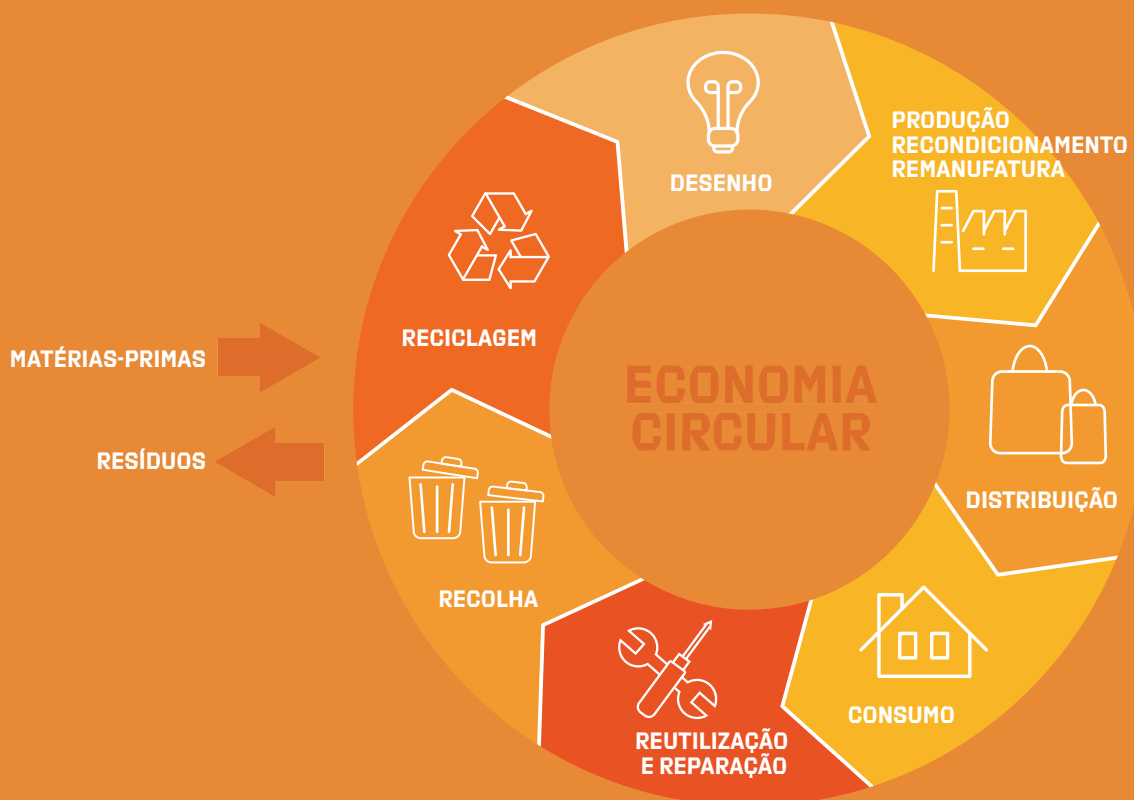 DESENHO
PRODUÇÃO
RECONDICIONAMENTO
REMANUFATURA
RECICLAGEM
MATÉRIAS-PRIMAS
ECONOMIA
CIRCULAR
RESÍDUOS
DISTRIBUIÇÃO
RECOLHA
CONSUMO
REUTILIZAÇÃO
E REPARAÇÃO